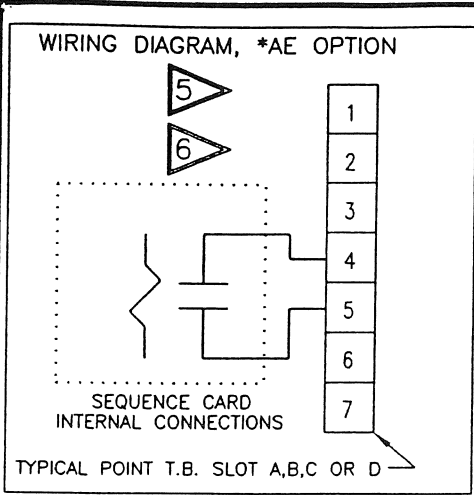 WIRING DIAGRAM, *AE OPTION
5
6
1
2
3
4
5
6
7
SEQUENCE CARD
INTERNAL CONNECTIONS
TYPICAL POINT T.B. SLOT A,B,C OR D